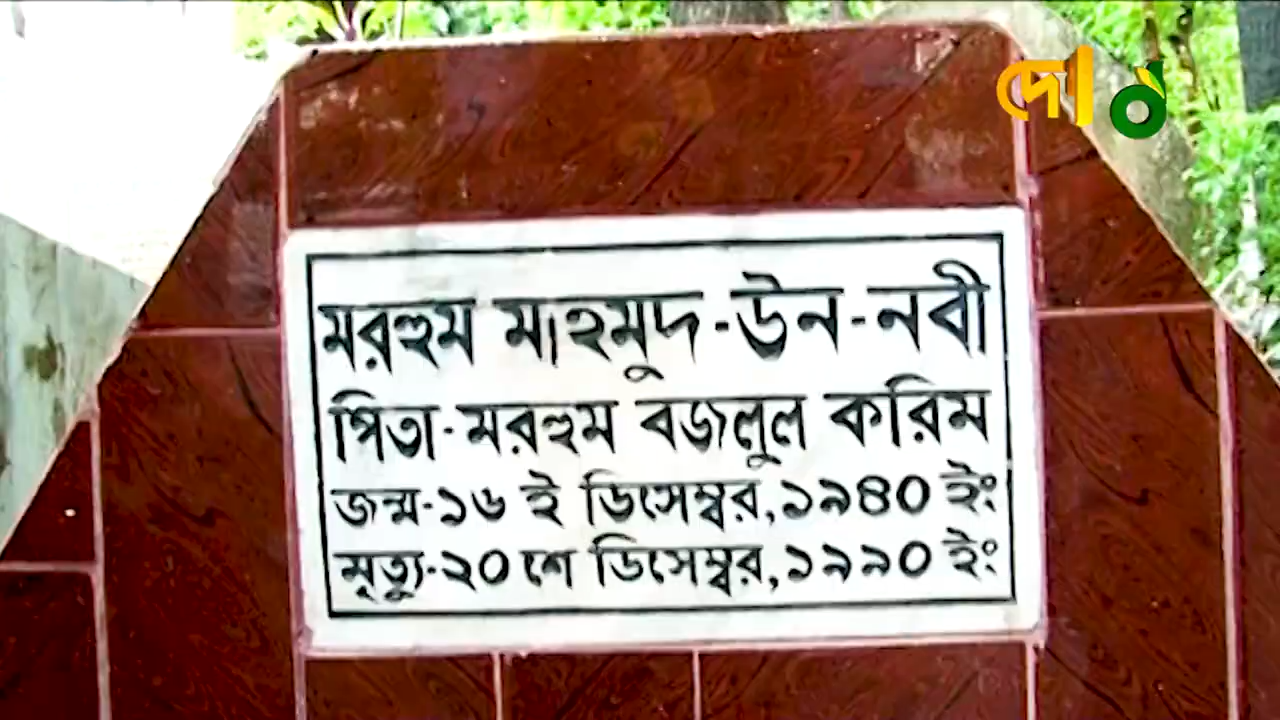 মরহুম মাহমুদ-উন-নবী
পিতা-মরহুম বজলুল করিম
জন্ম-১৬ ই ডিসেম্বর,১৯৪০ ইং
মৃত্যু-২০ শে ডিসেম্বর,১৯৯০ ইং